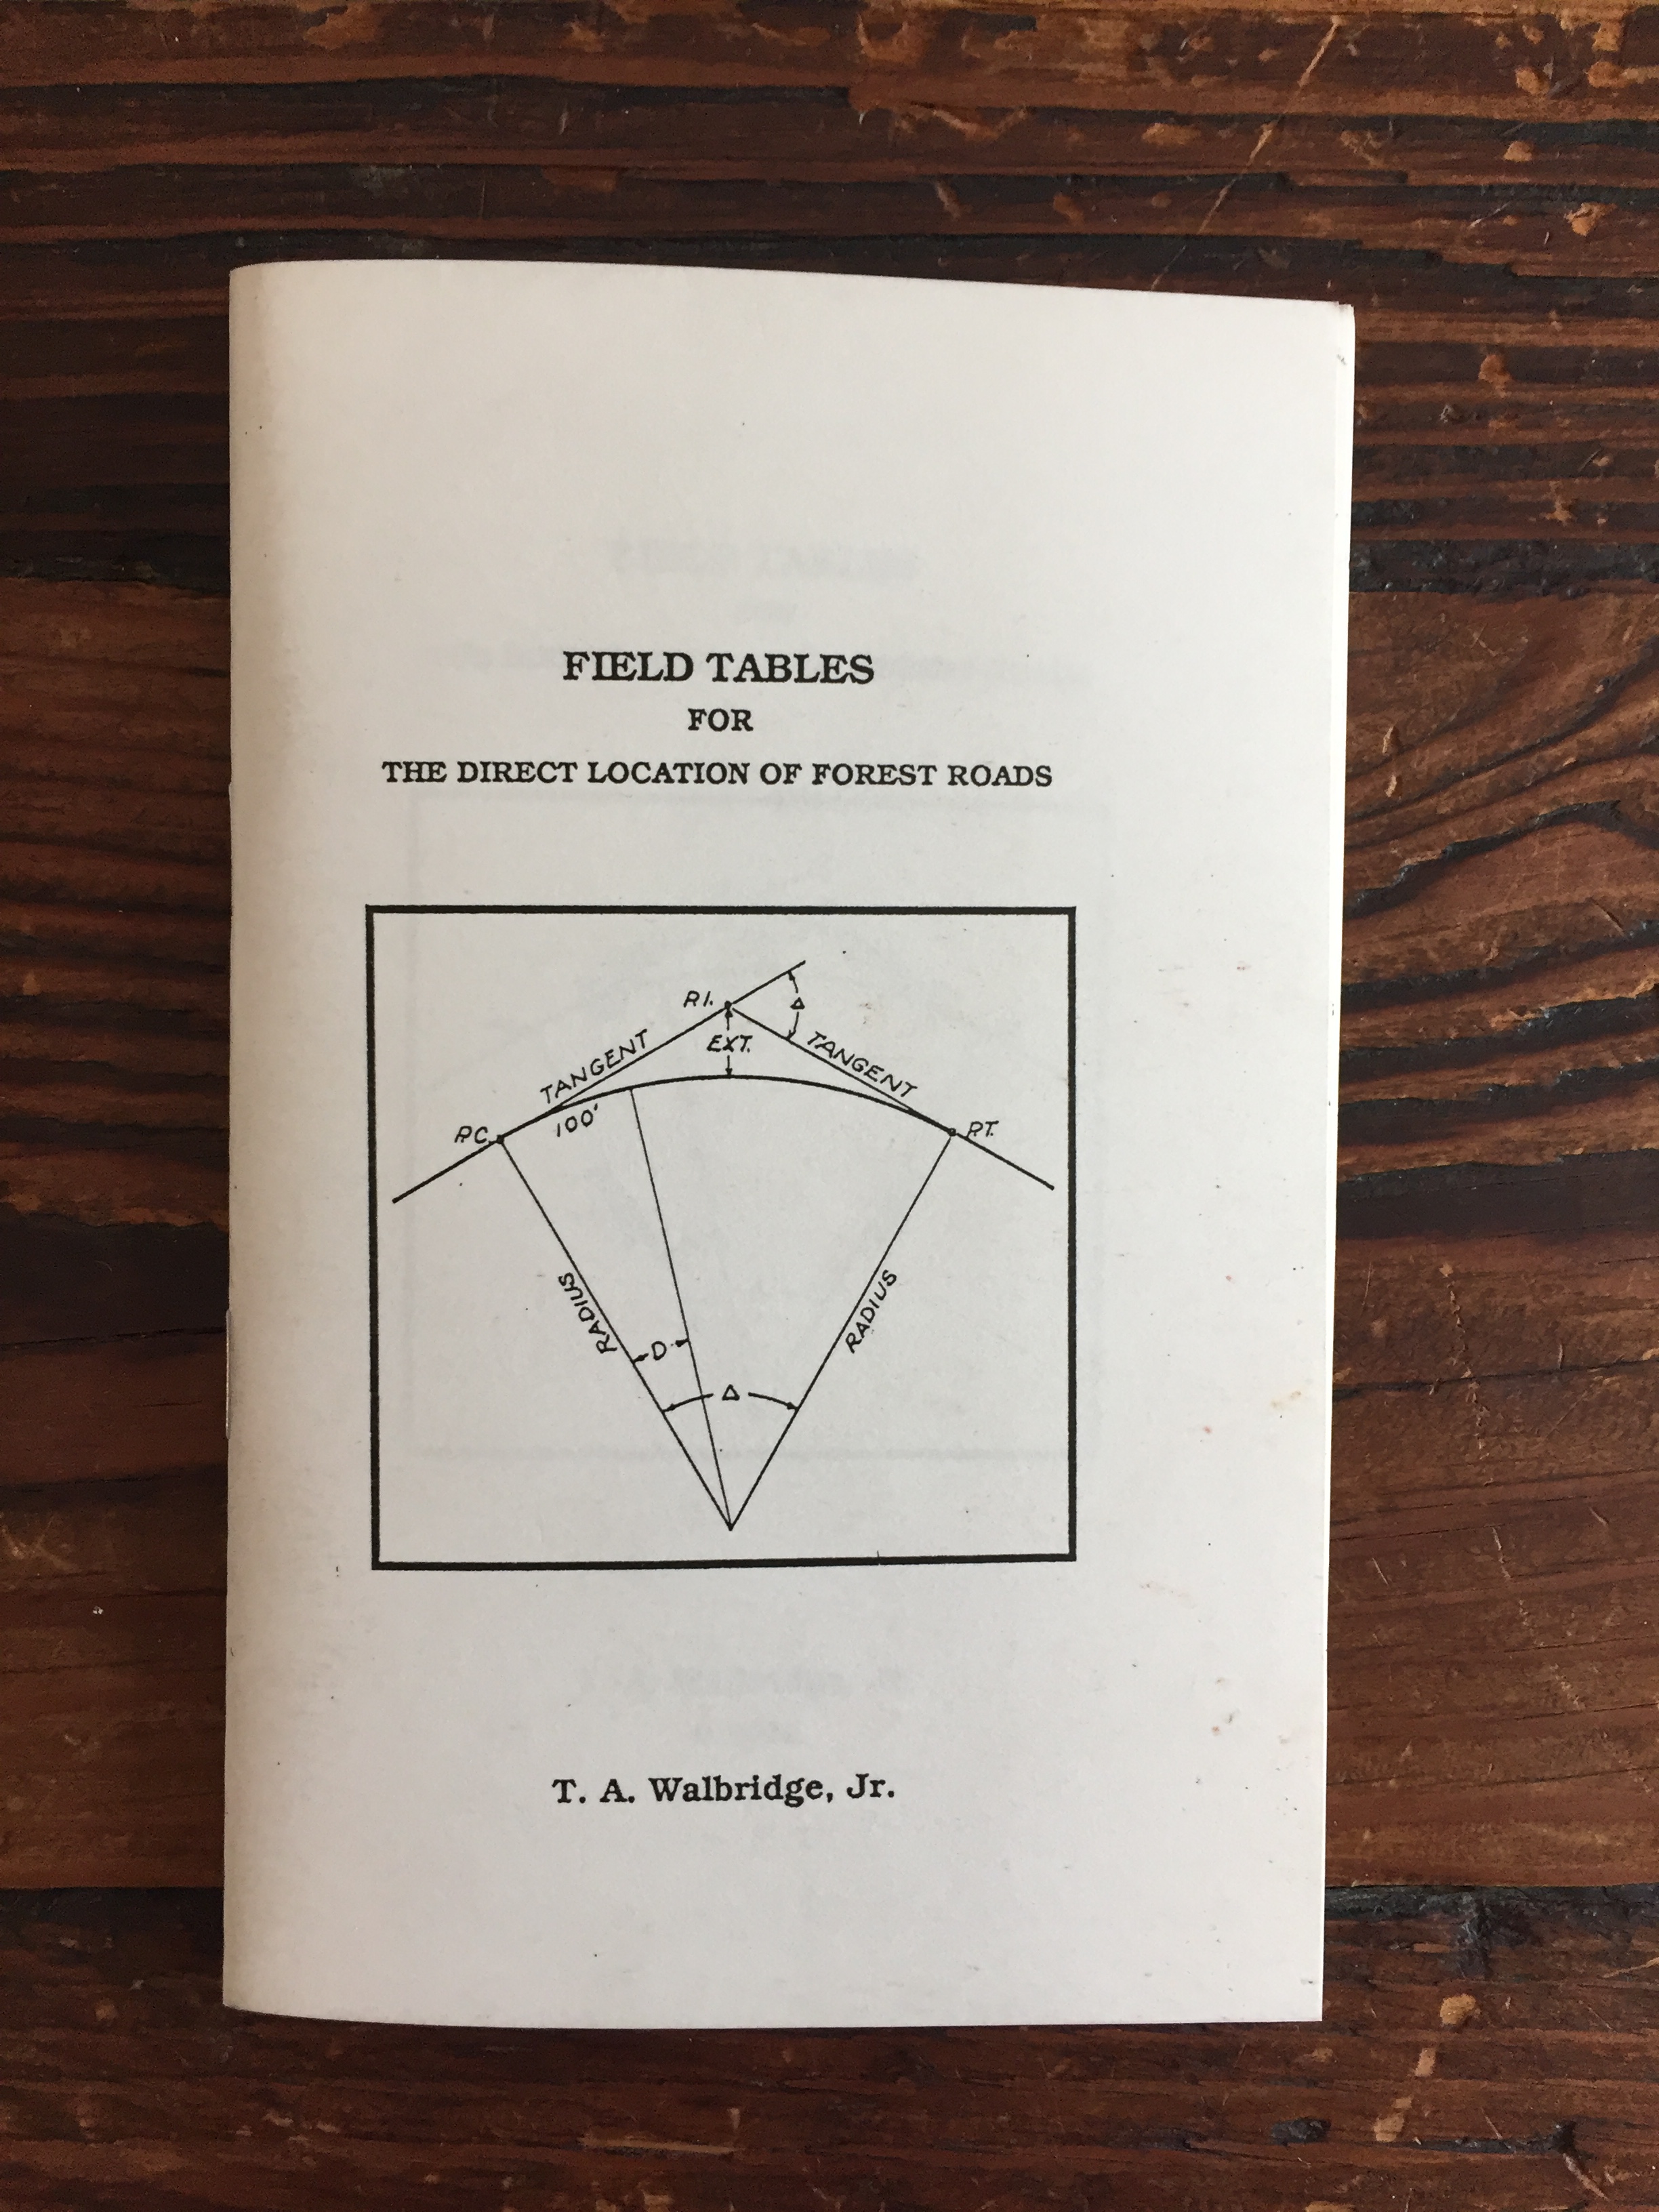 FIELD TABLES
FOR
THE DIRECT LOCATION OF FOREST ROADS
P.I.
Δ
EXT.
TANGENT
TANGENT
100'
P.C.
P.T.
RADIUS
RADIUS
D
Δ
T. A. Walbridge, Jr.